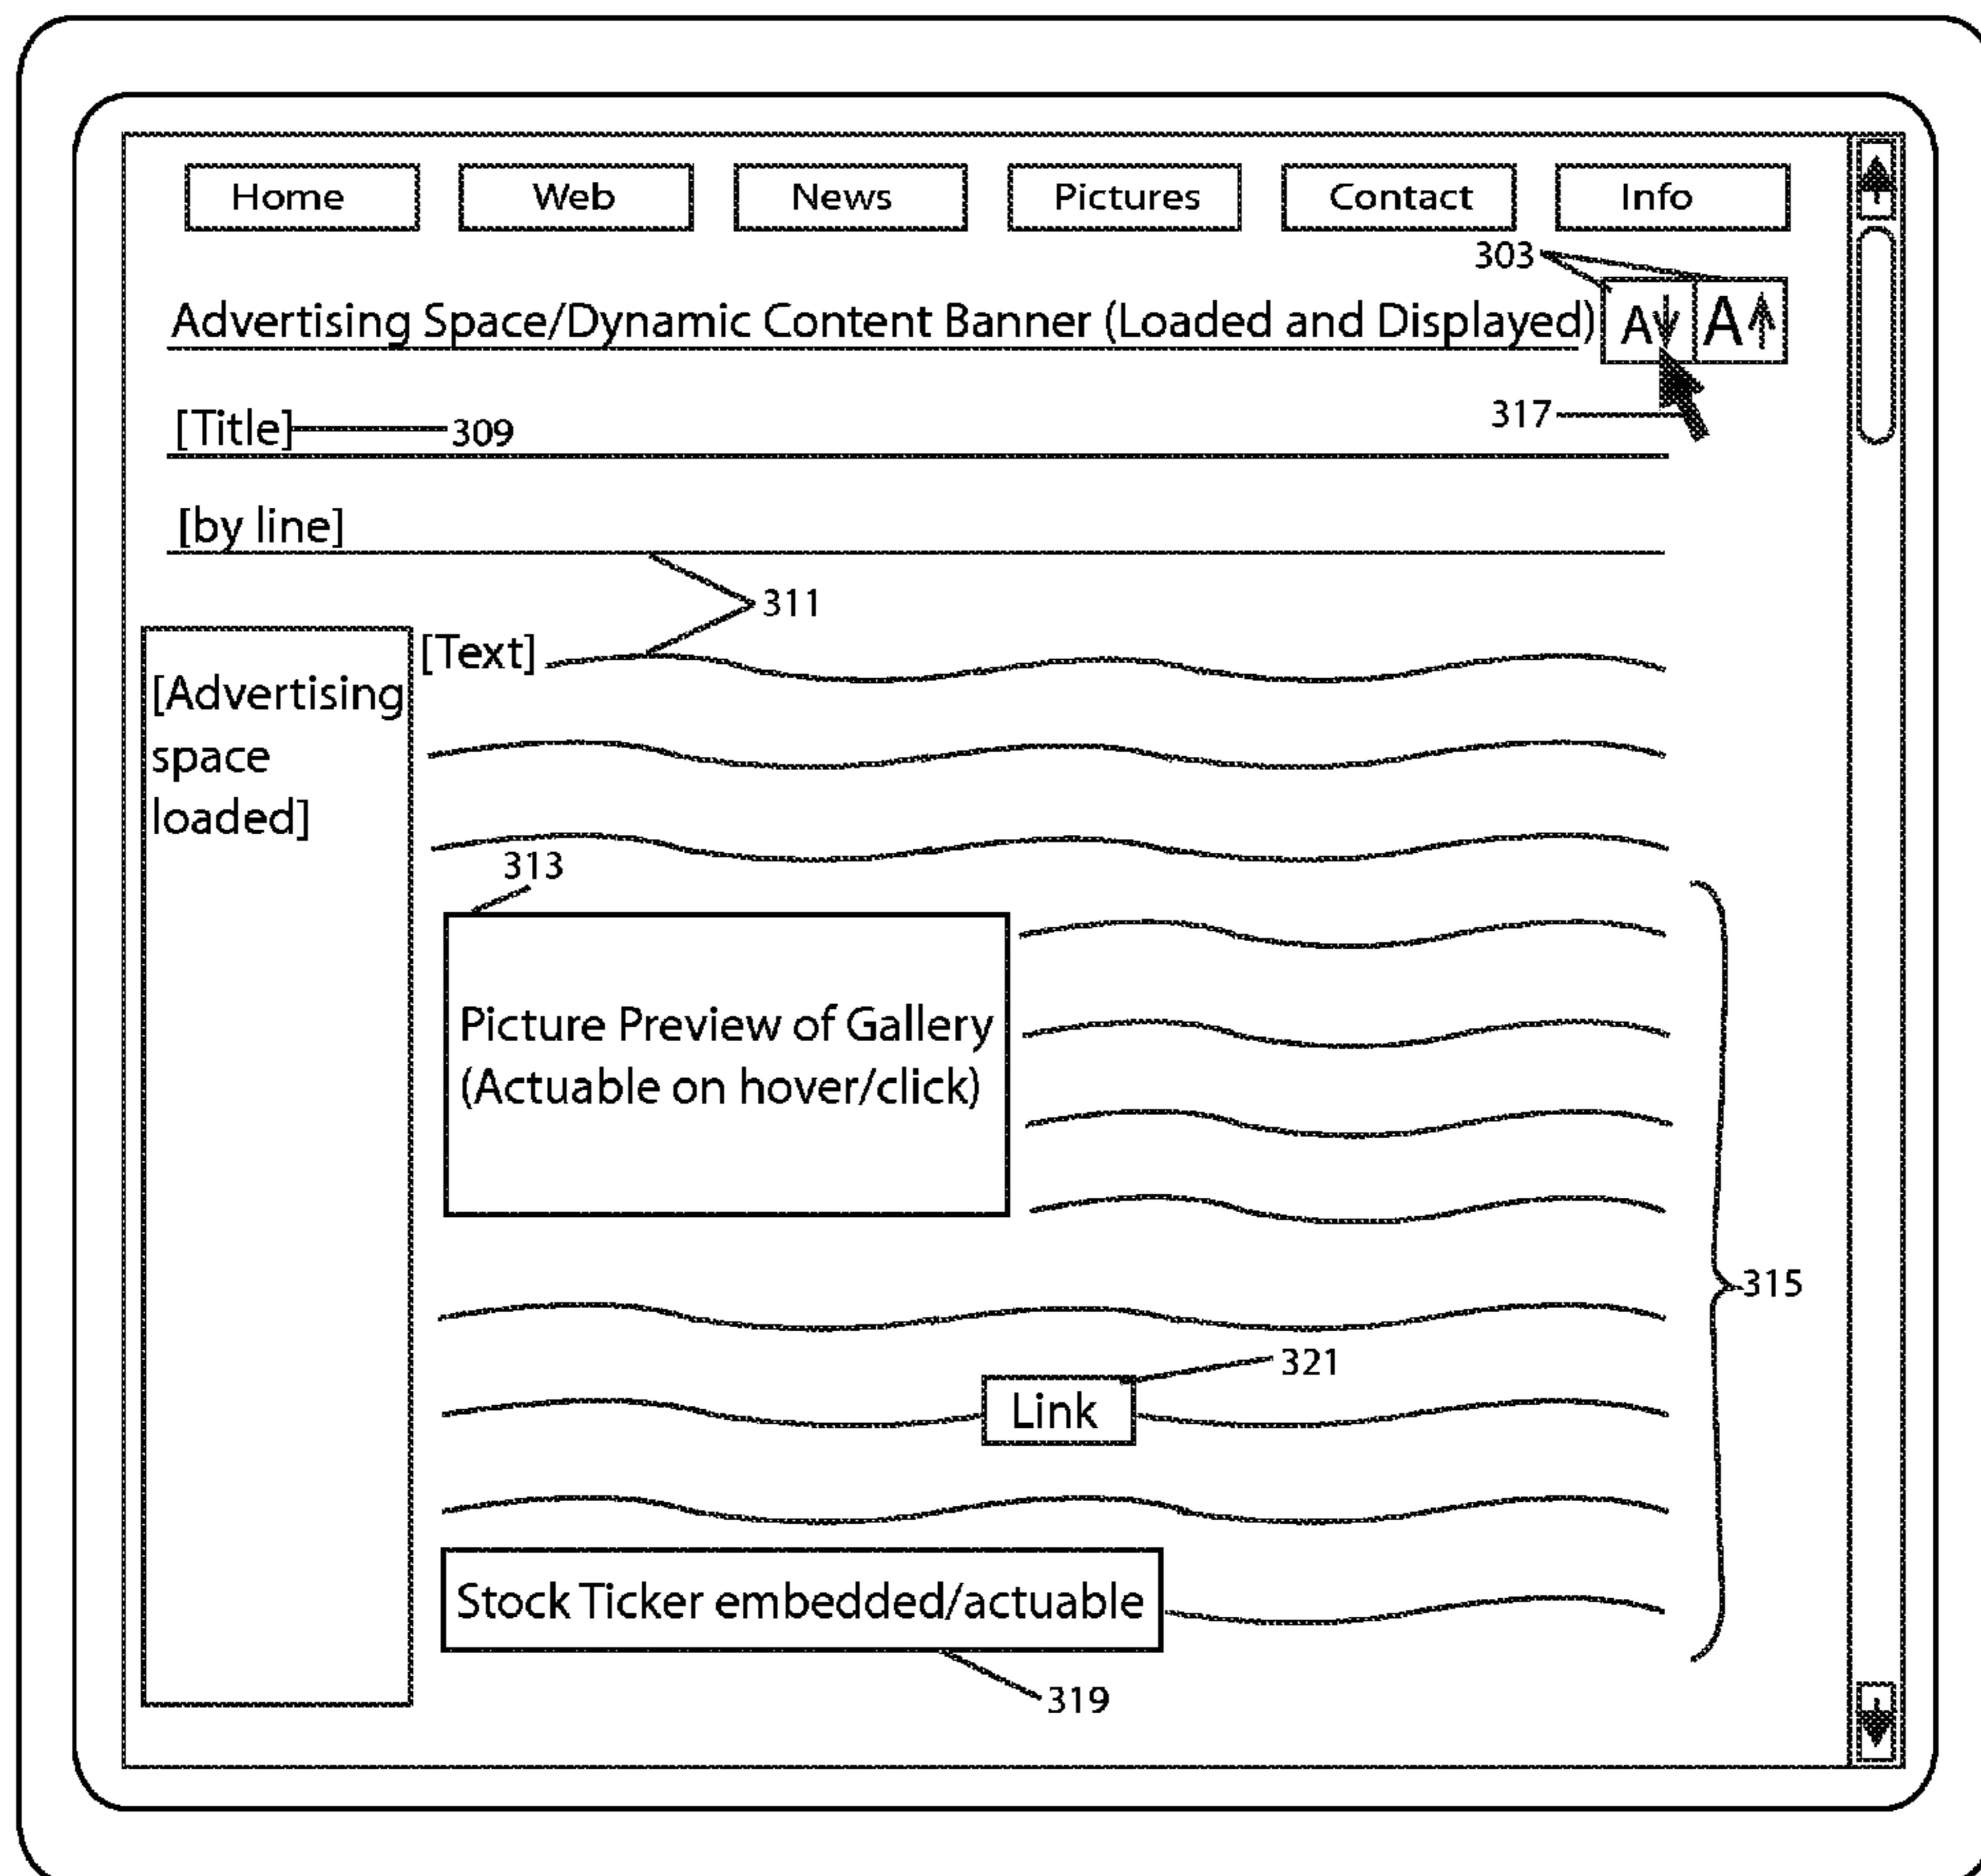 Home Web News Pictures Contact Info
303
Advertising Space/Dynamic Content Banner (Loaded and Displayed) A A
317
[Title] 309
[by line]
311
[Text]
[Advertising
space
loaded]
313
Picture Preview of Gallery
(Actuable on hover/click)
315
321
Link
Stock Ticker embedded/actuable
319